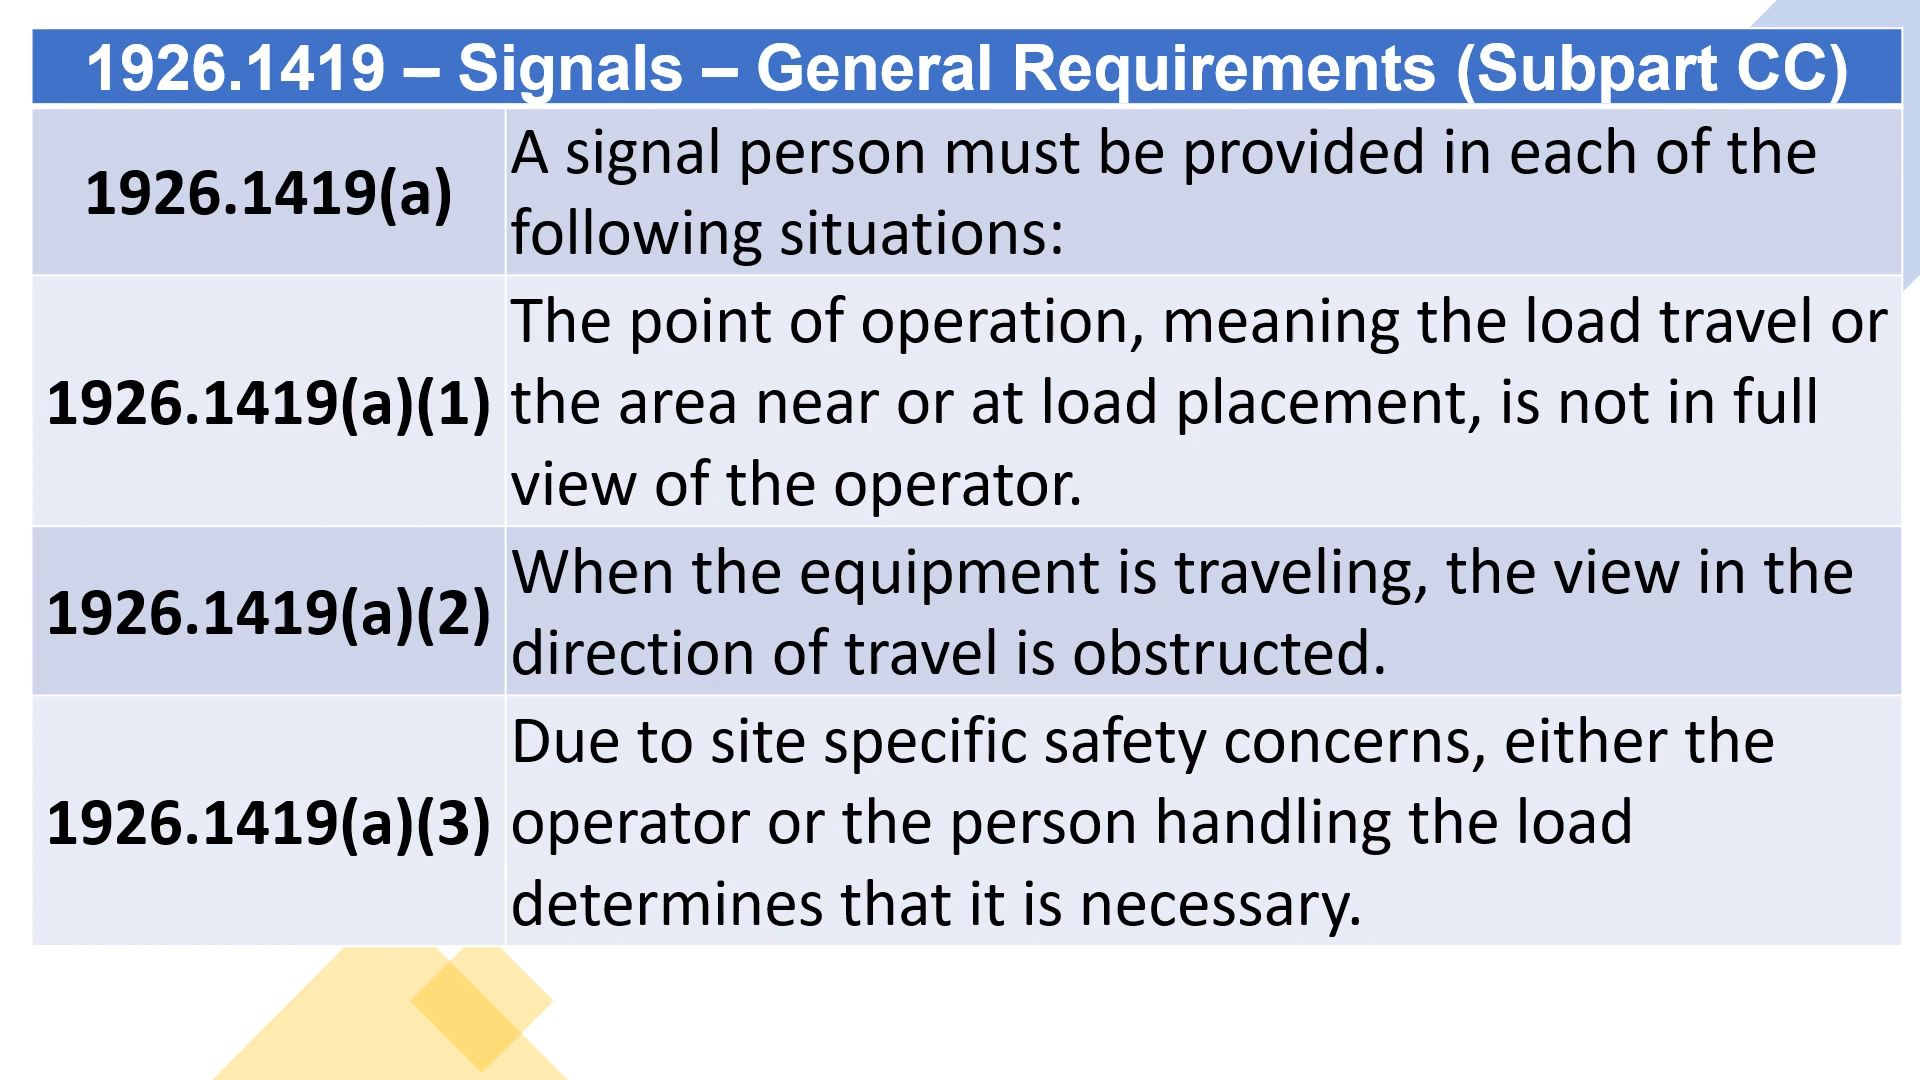 1926.1419 – Signals – General Requirements (Subpart CC)
1926.1419(a)
A signal person must be provided in each of the
following situations:
1926.1419(a)(1)
The point of operation, meaning the load travel or
the area near or at load placement, is not in full
view of the operator.
1926.1419(a)(2)
When the equipment is traveling, the view in the
direction of travel is obstructed.
1926.1419(a)(3)
Due to site specific safety concerns, either the
operator or the person handling the load
determines that it is necessary.